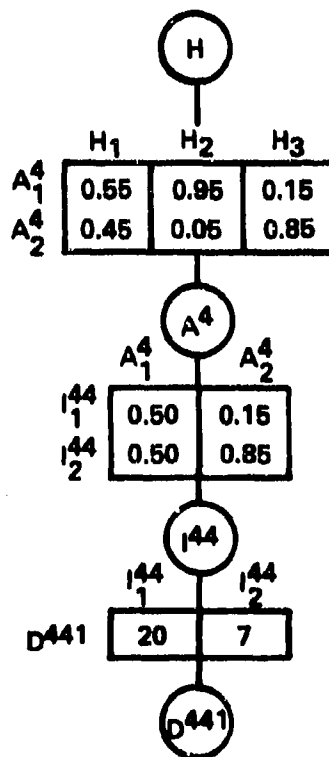 H
H₁ H₂ H₃
A⁴₁ 0.55 0.95 0.15
A⁴₂ 0.45 0.05 0.85
A⁴
A⁴₁ A⁴₂
I⁴⁴₁ 0.50 0.15
I⁴⁴₂ 0.50 0.85
I⁴⁴
I⁴⁴₁ I⁴⁴₂
D⁴⁴¹ 20 7
D⁴⁴¹